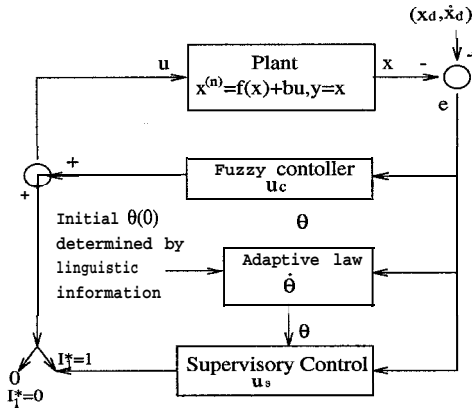 (x_d, ẋ_d)
Plant
x^(n)=f(x)+bu,y=x
u
x
-
-
e
Fuzzy contoller
u_c
+
+
θ
Initial θ(0)
determined by
linguistic
information
Adaptive law
θ̇
θ
Supervisory Control
u_s
I₁*=1
0
I₁*=0